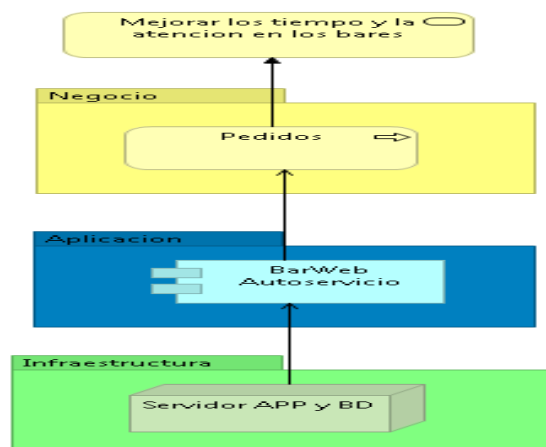 Mejorar los tiempo y la
atencion en los bares
Negocio
Pedidos
Aplicacion
BarWeb
Autoservicio
Infraestructura
Servidor APP y BD